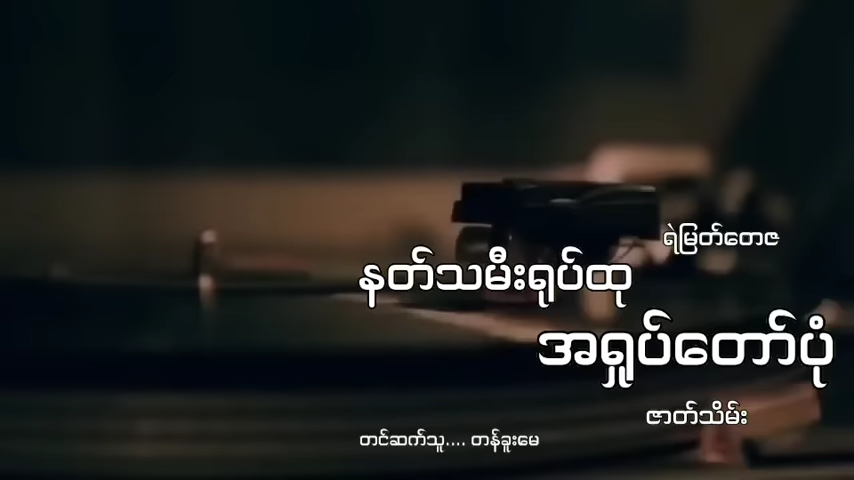 ရဲမြတ်တေဇ
နတ်သမီးရုပ်ထု
အရှုပ်တော်ပုံ
ဇာတ်သိမ်း
တင်ဆက်သူ.... တန်ခူးမေ